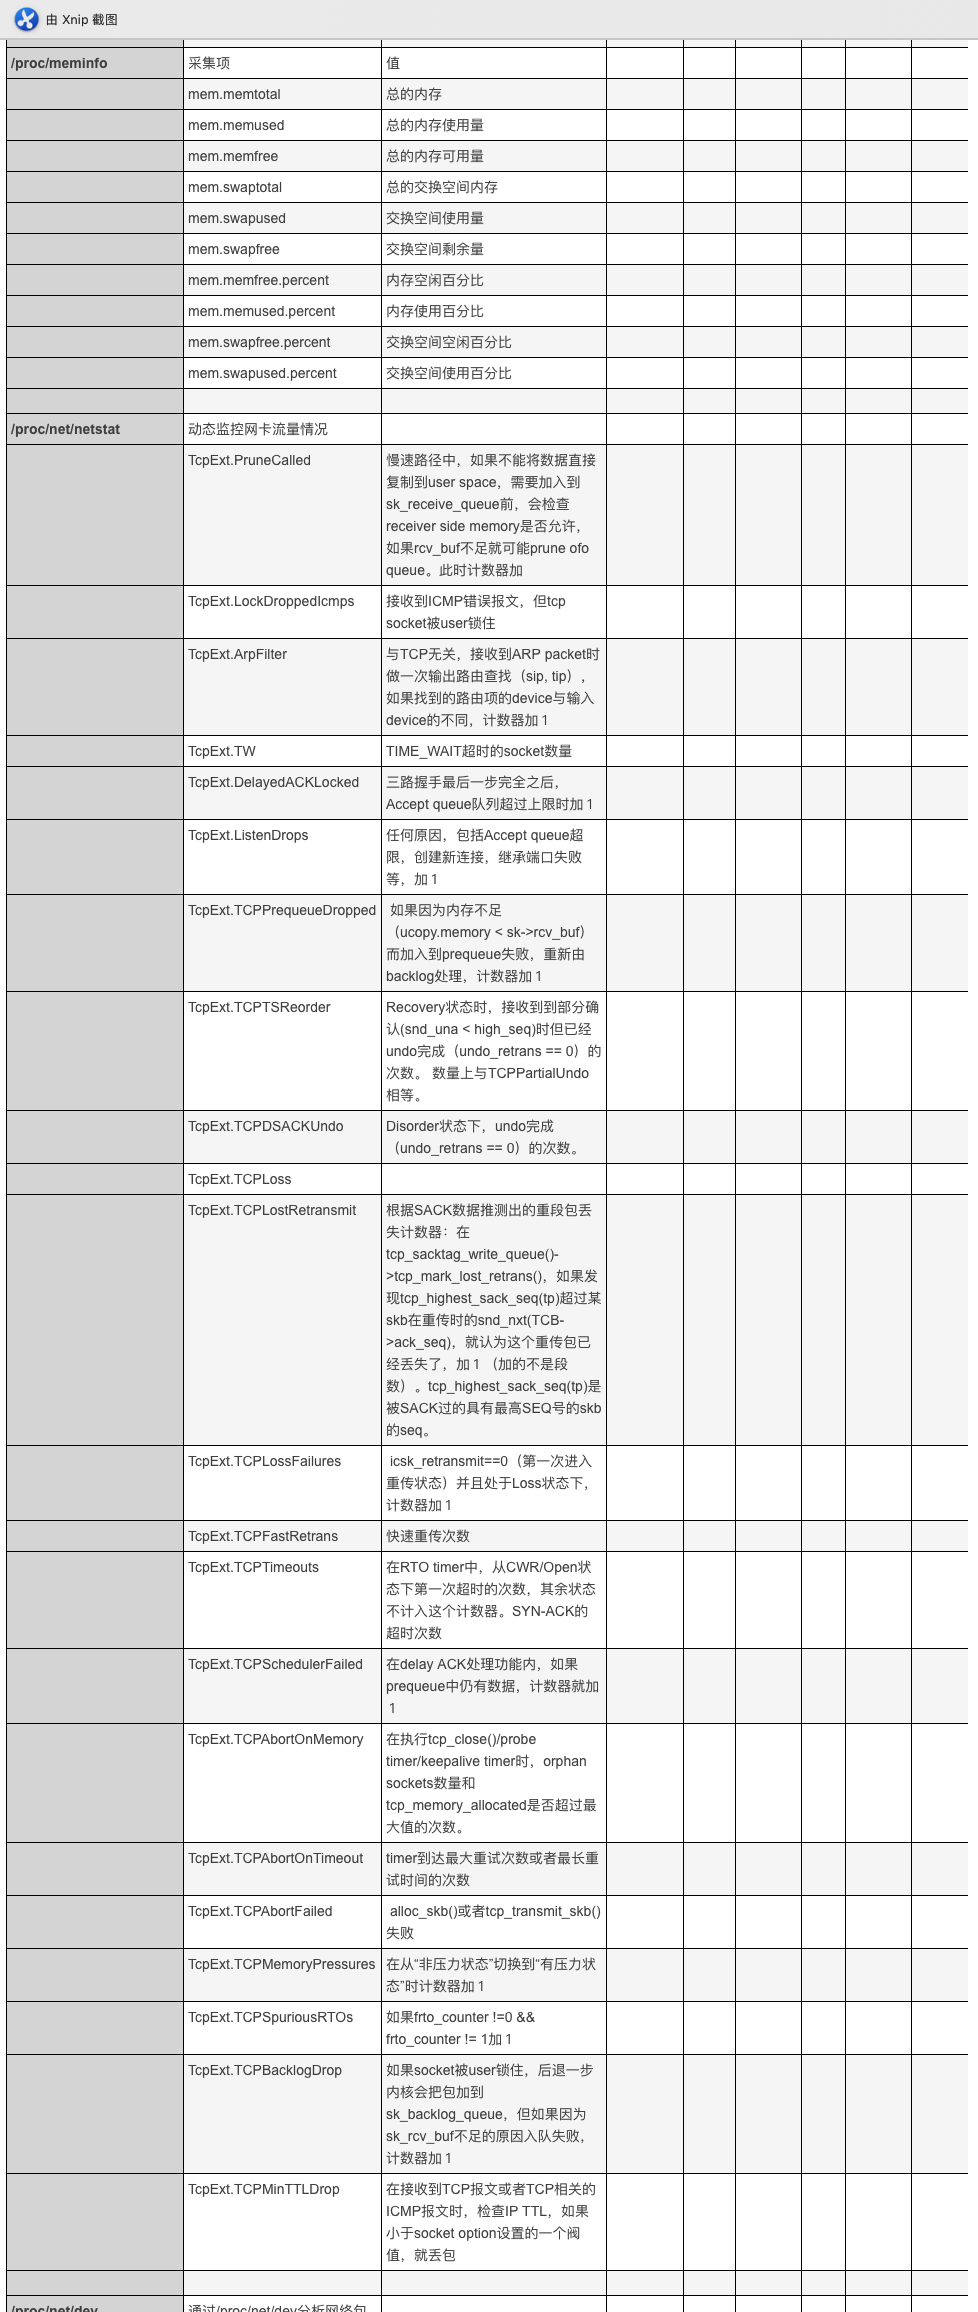 由 Xnip 截图
/proc/meminfo 采集项 值
mem.memtotal 总的内存
mem.memused 总的内存使用量
mem.memfree 总的内存可用量
mem.swaptotal 总的交换空间内存
mem.swapused 交换空间使用量
mem.swapfree 交换空间剩余量
mem.memfree.percent 内存空闲百分比
mem.memused.percent 内存使用百分比
mem.swapfree.percent 交换空间空闲百分比
mem.swapused.percent 交换空间使用百分比
/proc/net/netstat 动态监控网卡流量情况
TcpExt.PruneCalled 慢速路径中，如果不能将数据直接
复制到user space，需要加入到
sk_receive_queue前，会检查
receiver side memory是否允许，
如果rcv_buf不足就可能prune ofo
queue。此时计数器加
TcpExt.LockDroppedIcmps 接收到ICMP错误报文，但tcp
socket被user锁住
TcpExt.ArpFilter 与TCP无关，接收到ARP packet时
做一次输出路由查找（sip, tip），
如果找到的路由项的device与输入
device的不同，计数器加 1
TcpExt.TW TIME_WAIT超时的socket数量
TcpExt.DelayedACKLocked 三路握手最后一步完全之后，
Accept queue队列超过上限时加 1
TcpExt.ListenDrops 任何原因，包括Accept queue超
限，创建新连接，继承端口失败
等，加 1
TcpExt.TCPPrequeueDropped 如果因为内存不足
（ucopy.memory < sk->rcv_buf）
而加入到prequeue失败，重新由
backlog处理，计数器加 1
TcpExt.TCPTSReorder Recovery状态时，接收到到部分确
认(snd_una < high_seq)时但已经
undo完成（undo_retrans == 0）的
次数。 数量上与TCPPartialUndo
相等。
TcpExt.TCPDSACKUndo Disorder状态下，undo完成
（undo_retrans == 0）的次数。
TcpExt.TCPLoss
TcpExt.TCPLostRetransmit 根据SACK数据推测出的重段包丢
失计数器：在
tcp_sacktag_write_queue()-
>tcp_mark_lost_retrans()，如果发
现tcp_highest_sack_seq(tp)超过某
skb在重传时的snd_nxt(TCB-
>ack_seq)，就认为这个重传包已
经丢失了，加 1 （加的不是段
数）。tcp_highest_sack_seq(tp)是
被SACK过的具有最高SEQ号的skb
的seq。
TcpExt.TCPLossFailures icsk_retransmit==0（第一次进入
重传状态）并且处于Loss状态下，
计数器加 1
TcpExt.TCPFastRetrans 快速重传次数
TcpExt.TCPTimeouts 在RTO timer中，从CWR/Open状
态下第一次超时的次数，其余状态
不计入这个计数器。SYN-ACK的
超时次数
TcpExt.TCPSchedulerFailed 在delay ACK处理功能内，如果
prequeue中仍有数据，计数器就加
1
TcpExt.TCPAbortOnMemory 在执行tcp_close()/probe
timer/keepalive timer时，orphan
sockets数量和
tcp_memory_allocated是否超过最
大值的次数。
TcpExt.TCPAbortOnTimeout timer到达最大重试次数或者最长重
试时间的次数
TcpExt.TCPAbortFailed alloc_skb()或者tcp_transmit_skb()
失败
TcpExt.TCPMemoryPressures 在从“非压力状态”切换到“有压力状
态”时计数器加 1
TcpExt.TCPSpuriousRTOs 如果frto_counter !=0 &&
frto_counter != 1加 1
TcpExt.TCPBacklogDrop 如果socket被user锁住，后退一步
内核会把包加到
sk_backlog_queue，但如果因为
sk_rcv_buf不足的原因入队失败，
计数器加 1
TcpExt.TCPMinTTLDrop 在接收到TCP报文或者TCP相关的
ICMP报文时，检查IP TTL，如果
小于socket option设置的一个阀
值，就丢包
/proc/net/dev 通过/proc/net/dev分析网络包